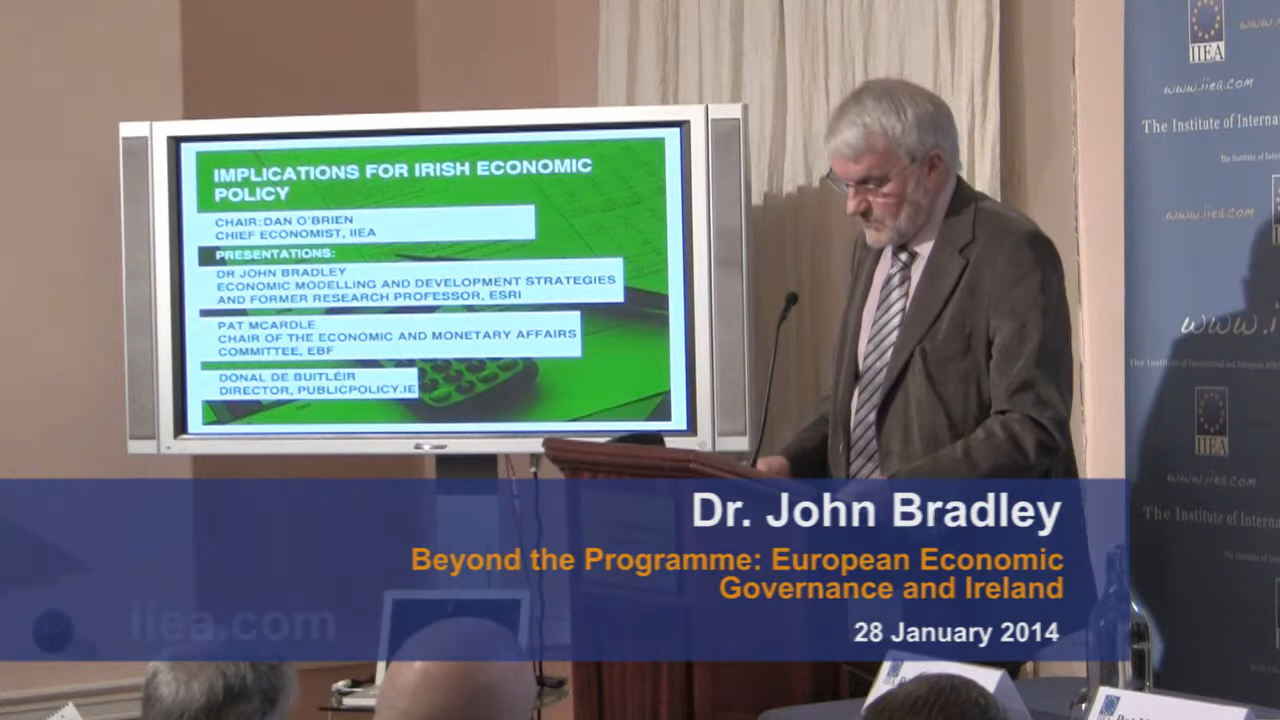 IMPLICATIONS FOR IRISH ECONOMIC
POLICY
CHAIR: DAN O'BRIEN
CHIEF ECONOMIST, IIEA
PRESENTATIONS:
DR JOHN BRADLEY
ECONOMIC MODELLING AND DEVELOPMENT STRATEGIES
AND FORMER RESEARCH PROFESSOR, ESRI
PAT MCARDLE
CHAIR OF THE ECONOMIC AND MONETARY AFFAIRS
COMMITTEE, EBF
DONAL DE BUITLÉIR
DIRECTOR, PUBLICPOLICY.IE
IIEA
www.iiea.com
The Institute of Interna
www.iiea.com
www.i
IIEA
www.iiea.com
The Institute of Interna
Dr. John Bradley
Beyond the Programme: European Economic
Governance and Ireland
28 January 2014
iiea.com